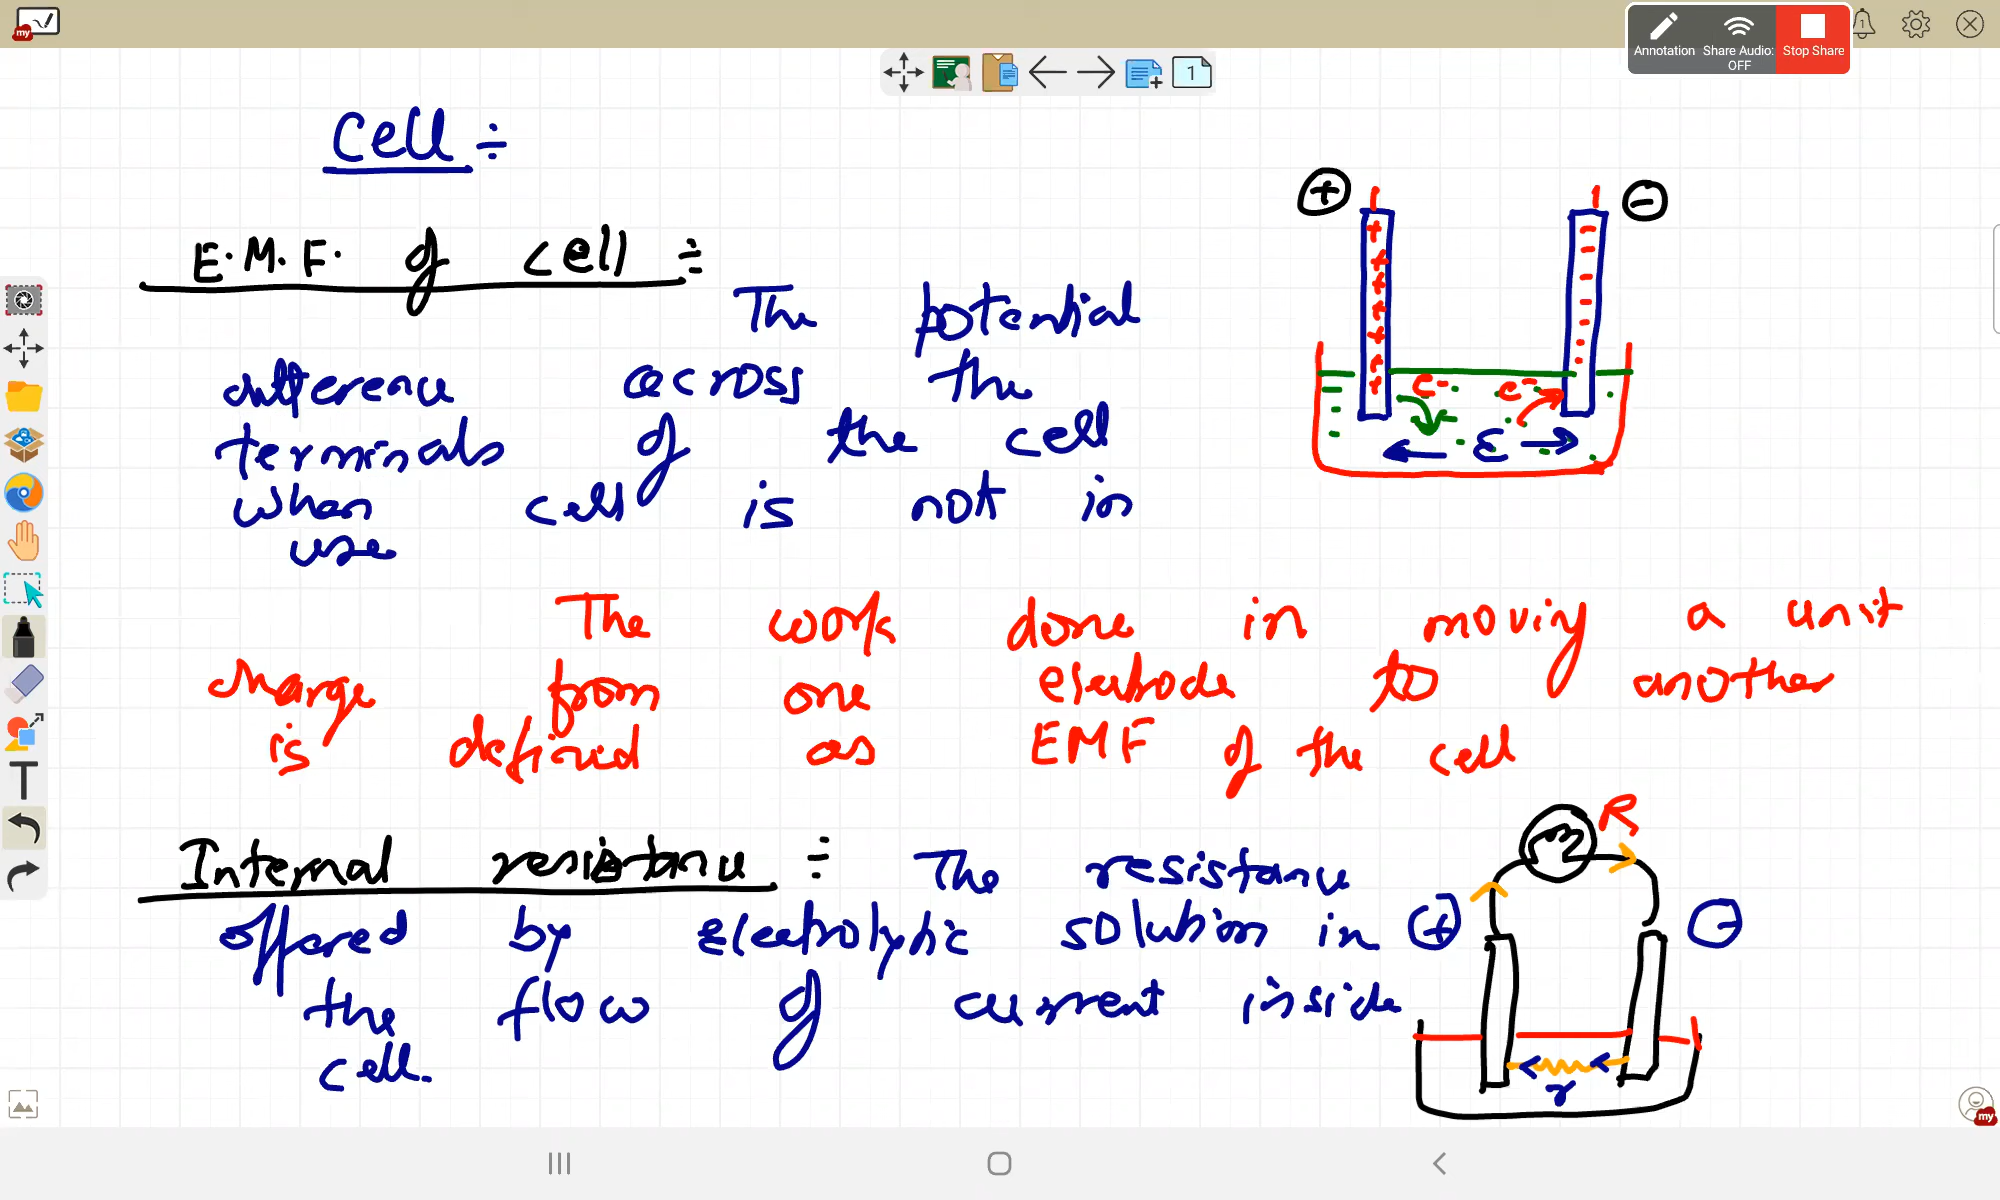 my
Annotation
Share Audio:
OFF
Stop Share
1
1
Cell ÷
E.M.F. of cell ÷
The potential
difference across the
terminals of the cell
when cell is not in
use
+ -
+ + + + + + +
- - - - - - -
e- e-
ε
The work done in moving a unit
charge from one electrode to another
is defined as EMF of the cell
Internal resistance ÷ The resistance
offered by electrolytic solution in
the flow of current inside
cell.
R
+ -
r
T
my